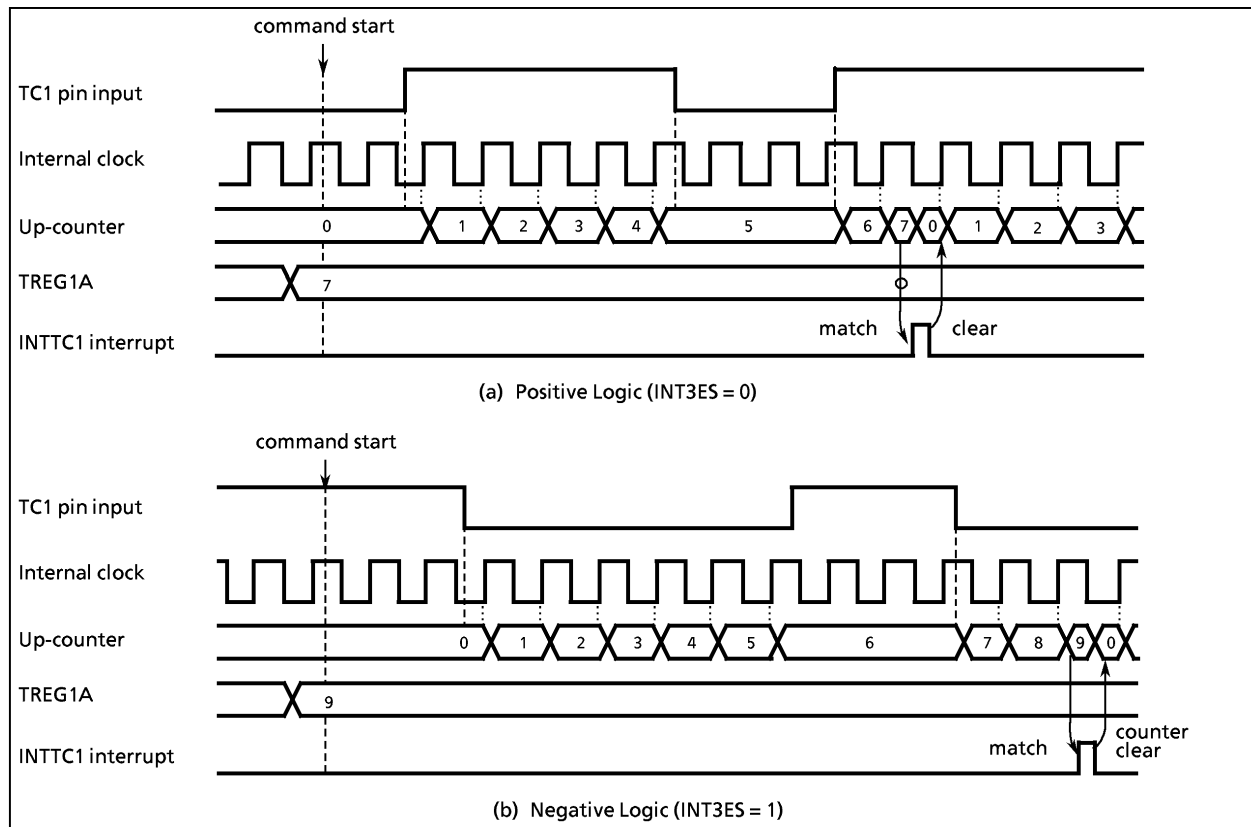 command start
TC1 pin input
Internal clock
Up-counter 0 1 2 3 4 5 6 7 0 1 2 3
TREG1A 7
match clear
INTTC1 interrupt
(a) Positive Logic (INT3ES = 0)
command start
TC1 pin input
Internal clock
Up-counter 0 1 2 3 4 5 6 7 8 9 0
TREG1A 9
INTTC1 interrupt match counter
clear
(b) Negative Logic (INT3ES = 1)